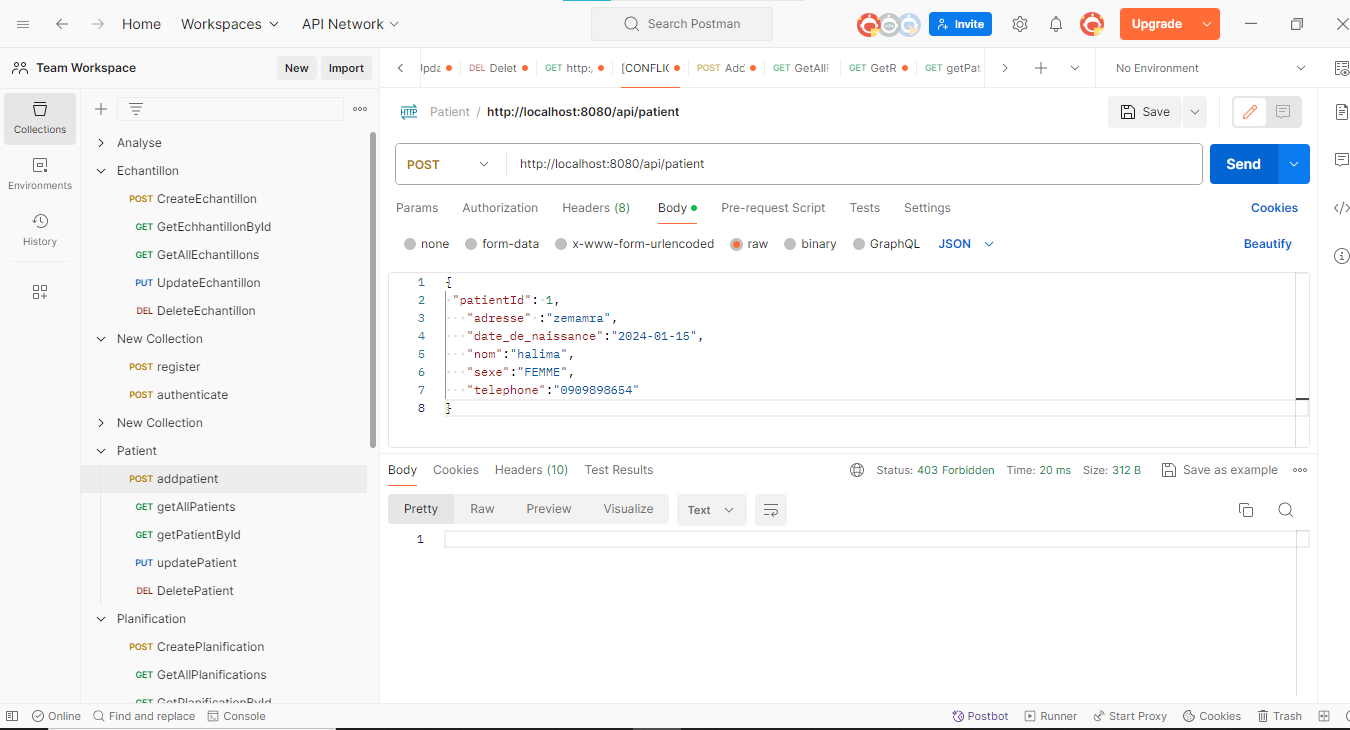 Home Workspaces API Network Search Postman Invite Upgrade
Team Workspace New Import
Upda DEL Delet GET http:, [CONFLIC POST Add GET GetAllF GET GetR GET getPat No Environment
Collections
Environments
History
Analyse
Echantillon
POST CreateEchantillon
GET GetEchhantillonById
GET GetAllEchantillons
PUT UpdateEchantillon
DEL DeleteEchantillon
New Collection
POST register
POST authenticate
New Collection
Patient
POST addpatient
GET getAllPatients
GET getPatientById
PUT updatePatient
DEL DeletePatient
Planification
POST CreatePlanification
GET GetAllPlanifications
GET GetPlanificationById
HTTP Patient / http://localhost:8080/api/patient Save
POST http://localhost:8080/api/patient Send
Params Authorization Headers (8) Body Pre-request Script Tests Settings Cookies
none form-data x-www-form-urlencoded raw binary GraphQL JSON Beautify
1 {
2 "patientId": 1,
3 "adresse" :"zemamra",
4 "date_de_naissance":"2024-01-15",
5 "nom":"halima",
6 "sexe":"FEMME",
7 "telephone":"0909898654"
8 }
Body Cookies Headers (10) Test Results Status: 403 Forbidden Time: 20 ms Size: 312 B Save as example
Pretty Raw Preview Visualize Text
1
Online Find and replace Console Postbot Runner Start Proxy Cookies Trash